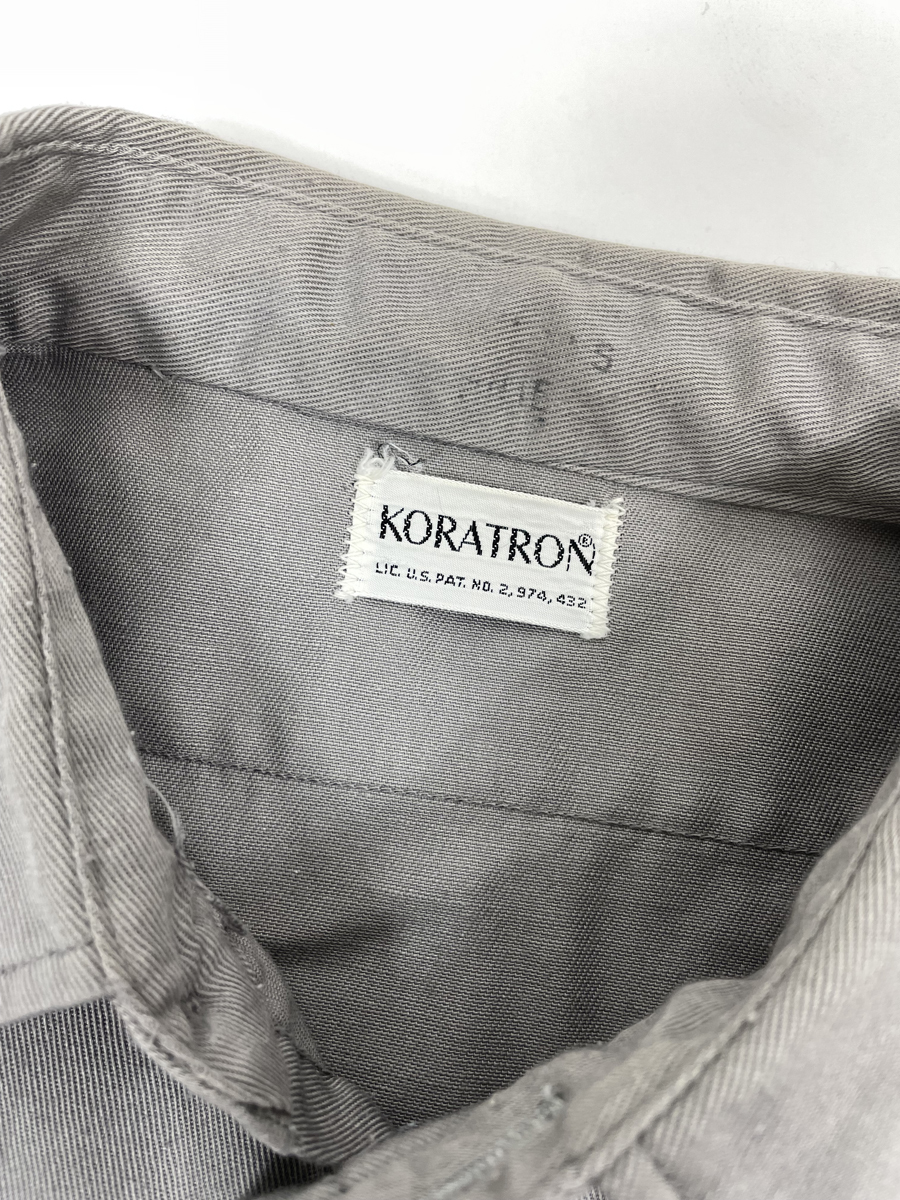 KORATRON®
LIC. U.S. PAT. NO. 2,974,432